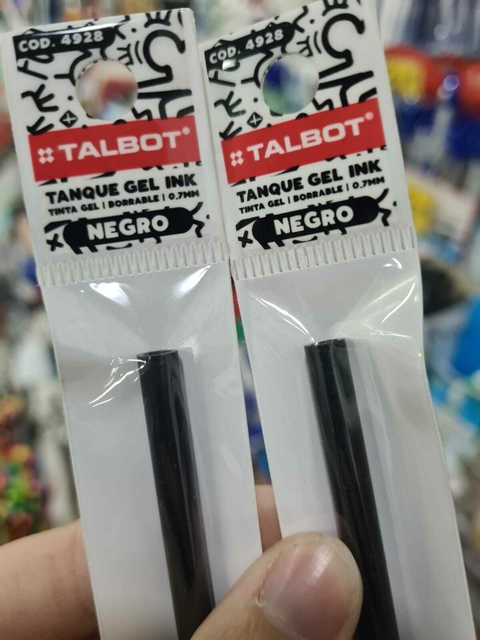 COD. 4928
TALBOT®
TANQUE GEL INK
TINTA GEL | BORRABLE | 0,7MM
NEGRO
COD. 4928
TALBOT®
TANQUE GEL INK
TINTA GEL | BORRABLE | 0,7MM
NEGRO